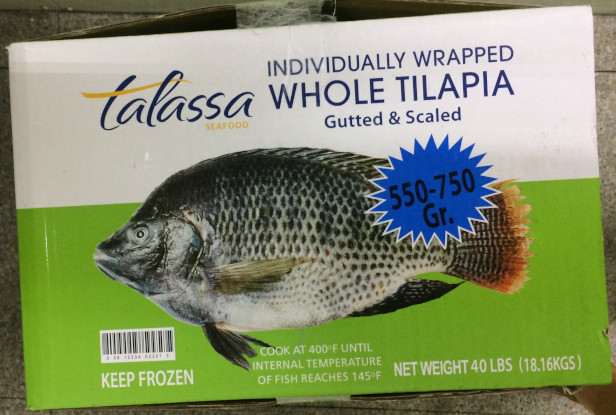 INDIVIDUALLY WRAPPED
Talassa
SEAFOOD
WHOLE TILAPIA
Gutted & Scaled
550-750
Gr.
COOK AT 400°F UNTIL
INTERNAL TEMPERATURE
OF FISH REACHES 145°F
KEEP FROZEN
NET WEIGHT 40 LBS (18.16KGS)